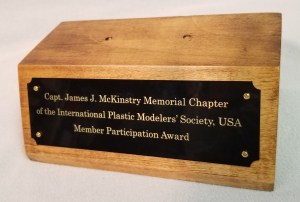 Capt. James J. McKinstry Memorial Chapter
of the International Plastic Modelers' Society, USA
Member Participation Award